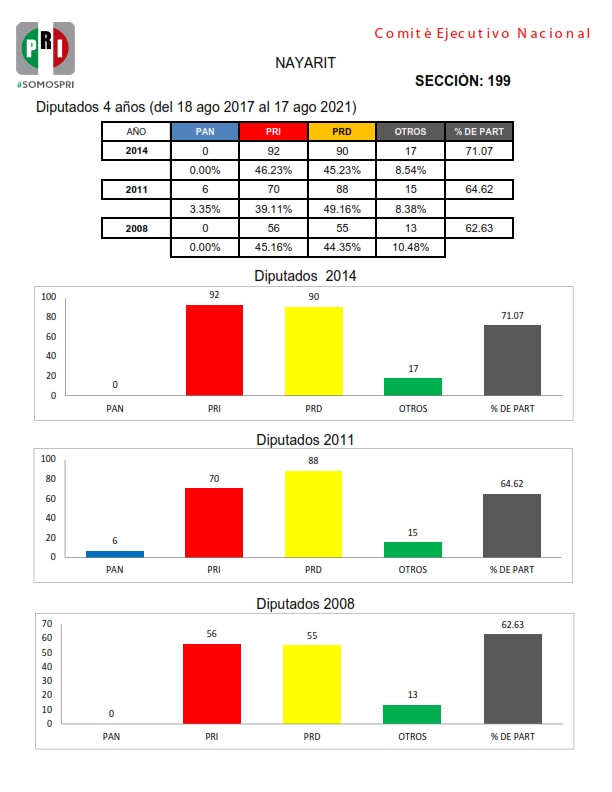 PRI
#SOMOSPRI
Comité Ejecutivo Nacional
NAYARIT
SECCIÓN: 199
Diputados 4 años (del 18 ago 2017 al 17 ago 2021)
AÑO PAN PRI PRD OTROS % DE PART
2014 0 92 90 17 71.07
0.00% 46.23% 45.23% 8.54%
2011 6 70 88 15 64.62
3.35% 39.11% 49.16% 8.38%
2008 0 56 55 13 62.63
0.00% 45.16% 44.35% 10.48%
Diputados 2014
100
80
60
40
20
0
0 92 90 17 71.07
PAN PRI PRD OTROS % DE PART
Diputados 2011
100
80
60
40
20
0
6 70 88 15 64.62
PAN PRI PRD OTROS % DE PART
Diputados 2008
70
60
50
40
30
20
10
0
0 56 55 13 62.63
PAN PRI PRD OTROS % DE PART